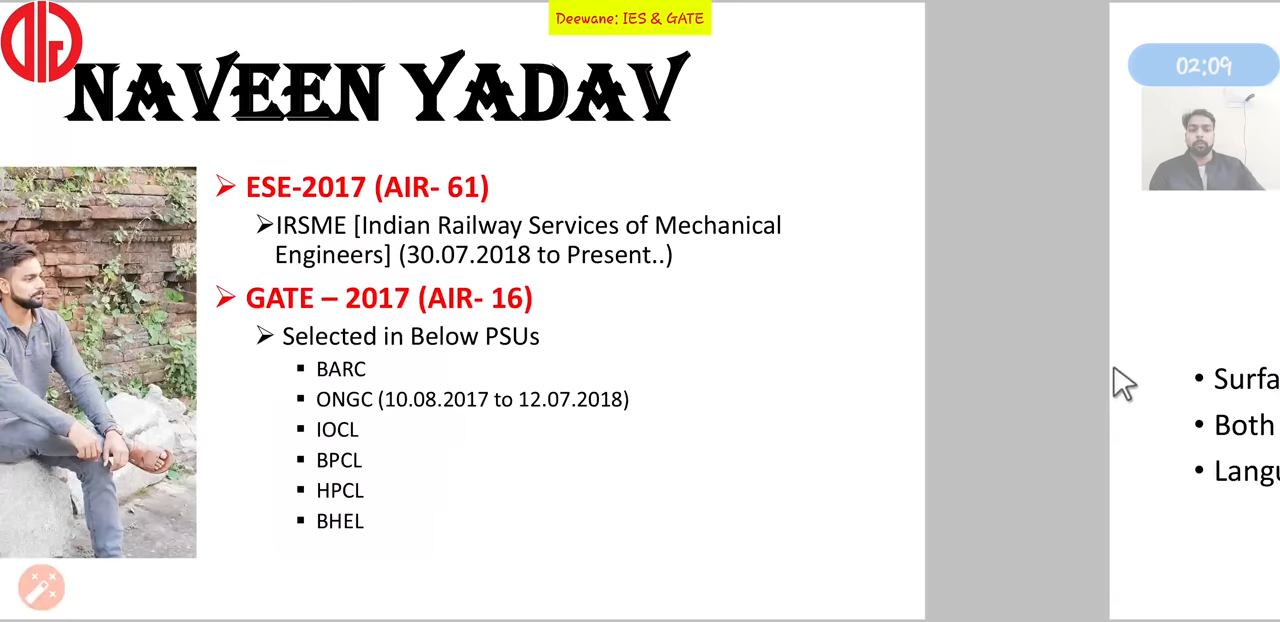 Deewane: IES & GATE
NAVEEN YADAV
02:09
➢ ESE-2017 (AIR- 61)
➢IRSME [Indian Railway Services of Mechanical
Engineers] (30.07.2018 to Present..)
➢ GATE – 2017 (AIR- 16)
➢ Selected in Below PSUs
▪ BARC
▪ ONGC (10.08.2017 to 12.07.2018)
▪ IOCL
▪ BPCL
▪ HPCL
▪ BHEL
• Surfa
• Both
• Langu